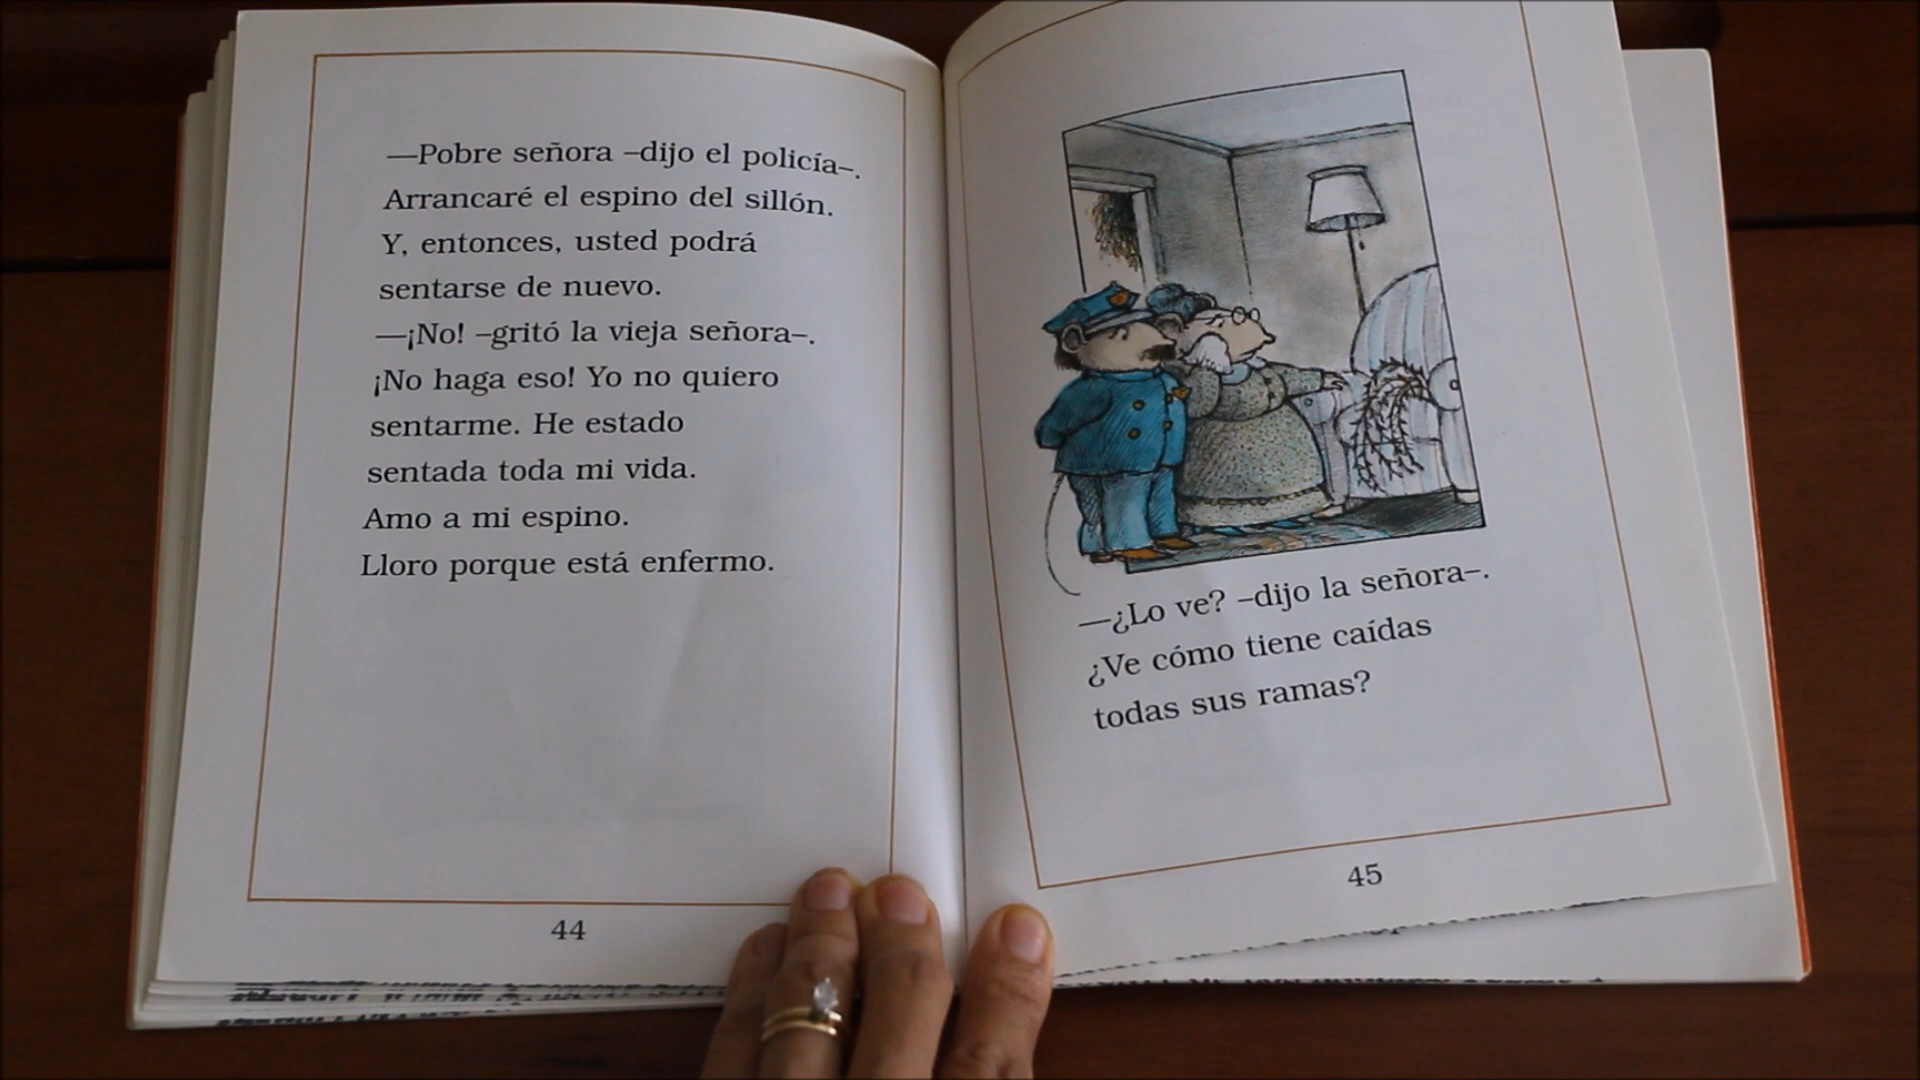 —Pobre señora –dijo el policía–.
Arrancaré el espino del sillón.
Y, entonces, usted podrá
sentarse de nuevo.
—¡No! –gritó la vieja señora–.
¡No haga eso! Yo no quiero
sentarme. He estado
sentada toda mi vida.
Amo a mi espino.
Lloro porque está enfermo.
44
—¿Lo ve? –dijo la señora–.
¿Ve cómo tiene caídas
todas sus ramas?
45